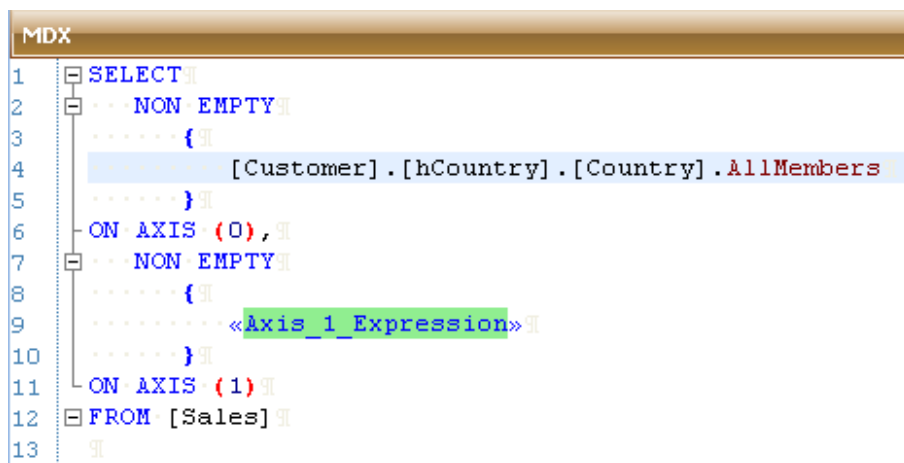 MDX
1 SELECT
2 NON EMPTY
3 {
4 [Customer].[hCountry].[Country].AllMembers
5 }
6 ON AXIS (0),
7 NON EMPTY
8 {
9 «Axis_1_Expression»
10 }
11 ON AXIS (1)
12 FROM [Sales]
13